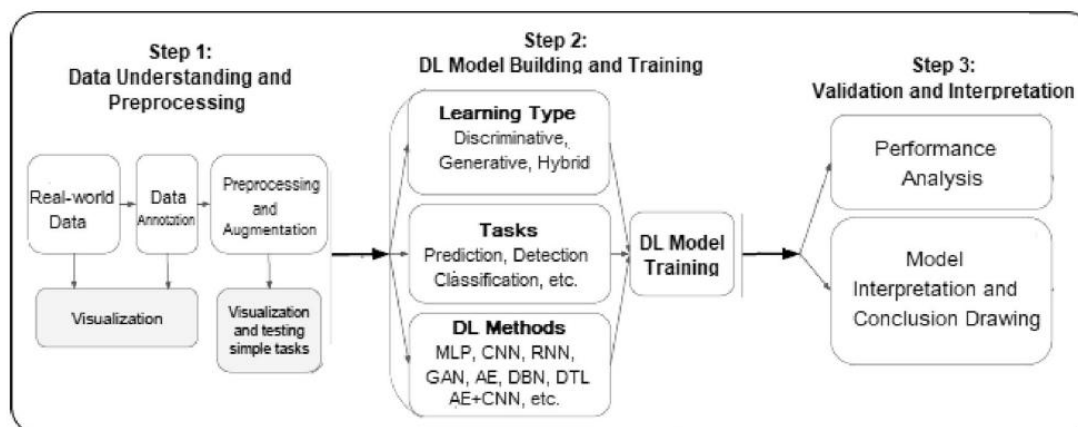 Step 1:
Data Understanding and
Preprocessing
Real-world
Data
Data
Annotation
Preprocessing
and
Augmentation
Visualization
Visualization
and testing
simple tasks
Step 2:
DL Model Building and Training
Learning Type
Discriminative,
Generative, Hybrid
Tasks
Prediction, Detection
Classification, etc.
DL Methods
MLP, CNN, RNN,
GAN, AE, DBN, DTL
AE+CNN, etc.
DL Model
Training
Step 3:
Validation and Interpretation
Performance
Analysis
Model
Interpretation and
Conclusion Drawing